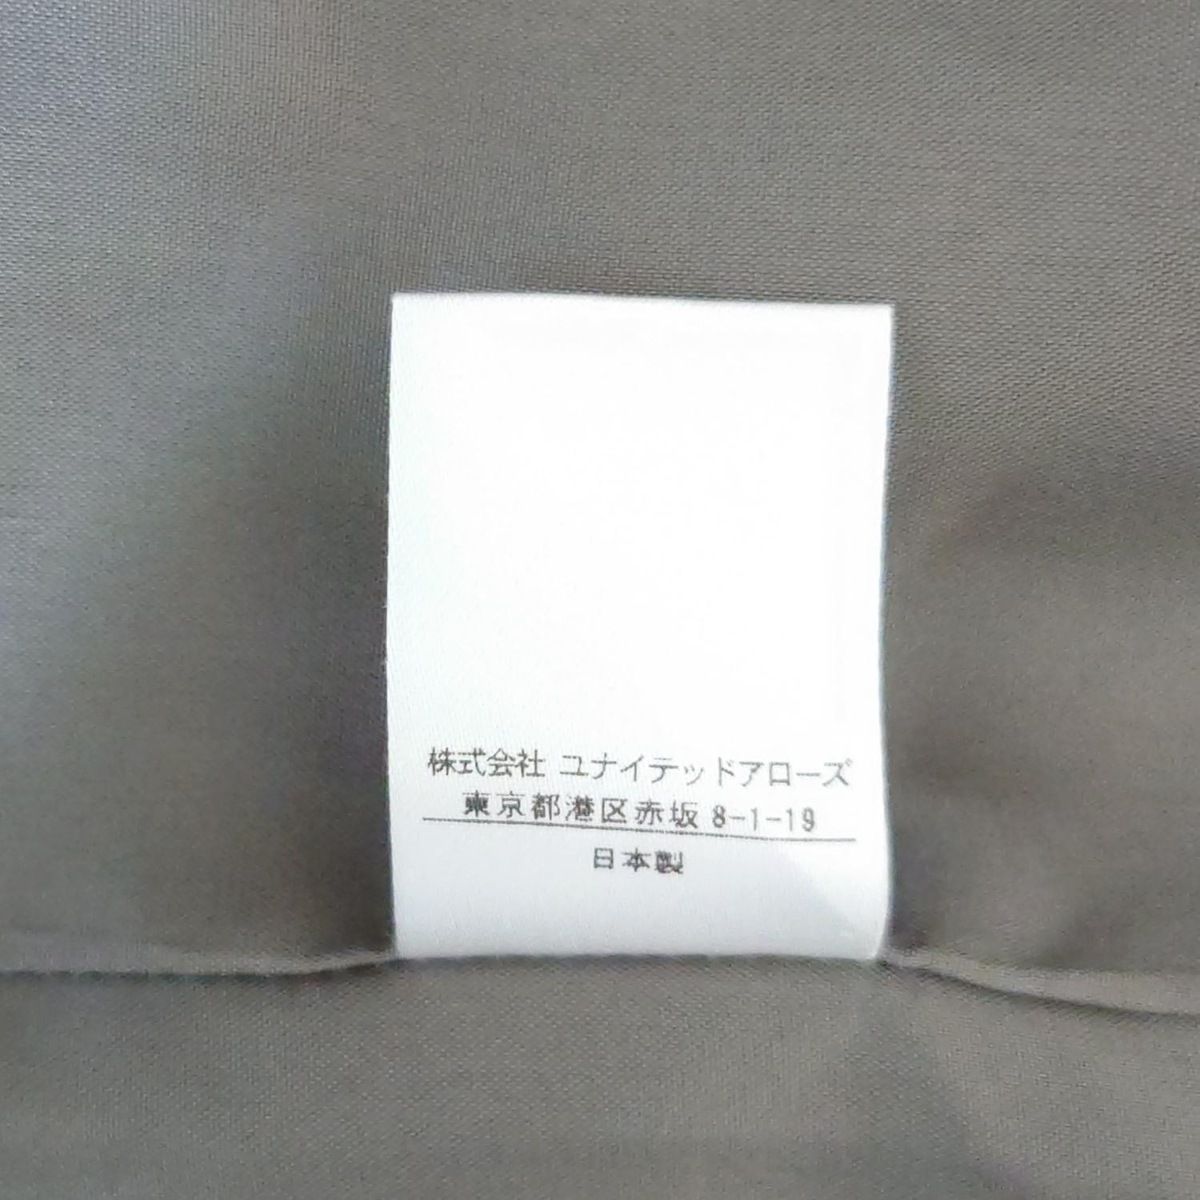 株式会社 ユナイテッドアローズ
東京都港区赤坂 8-1-19
日本製